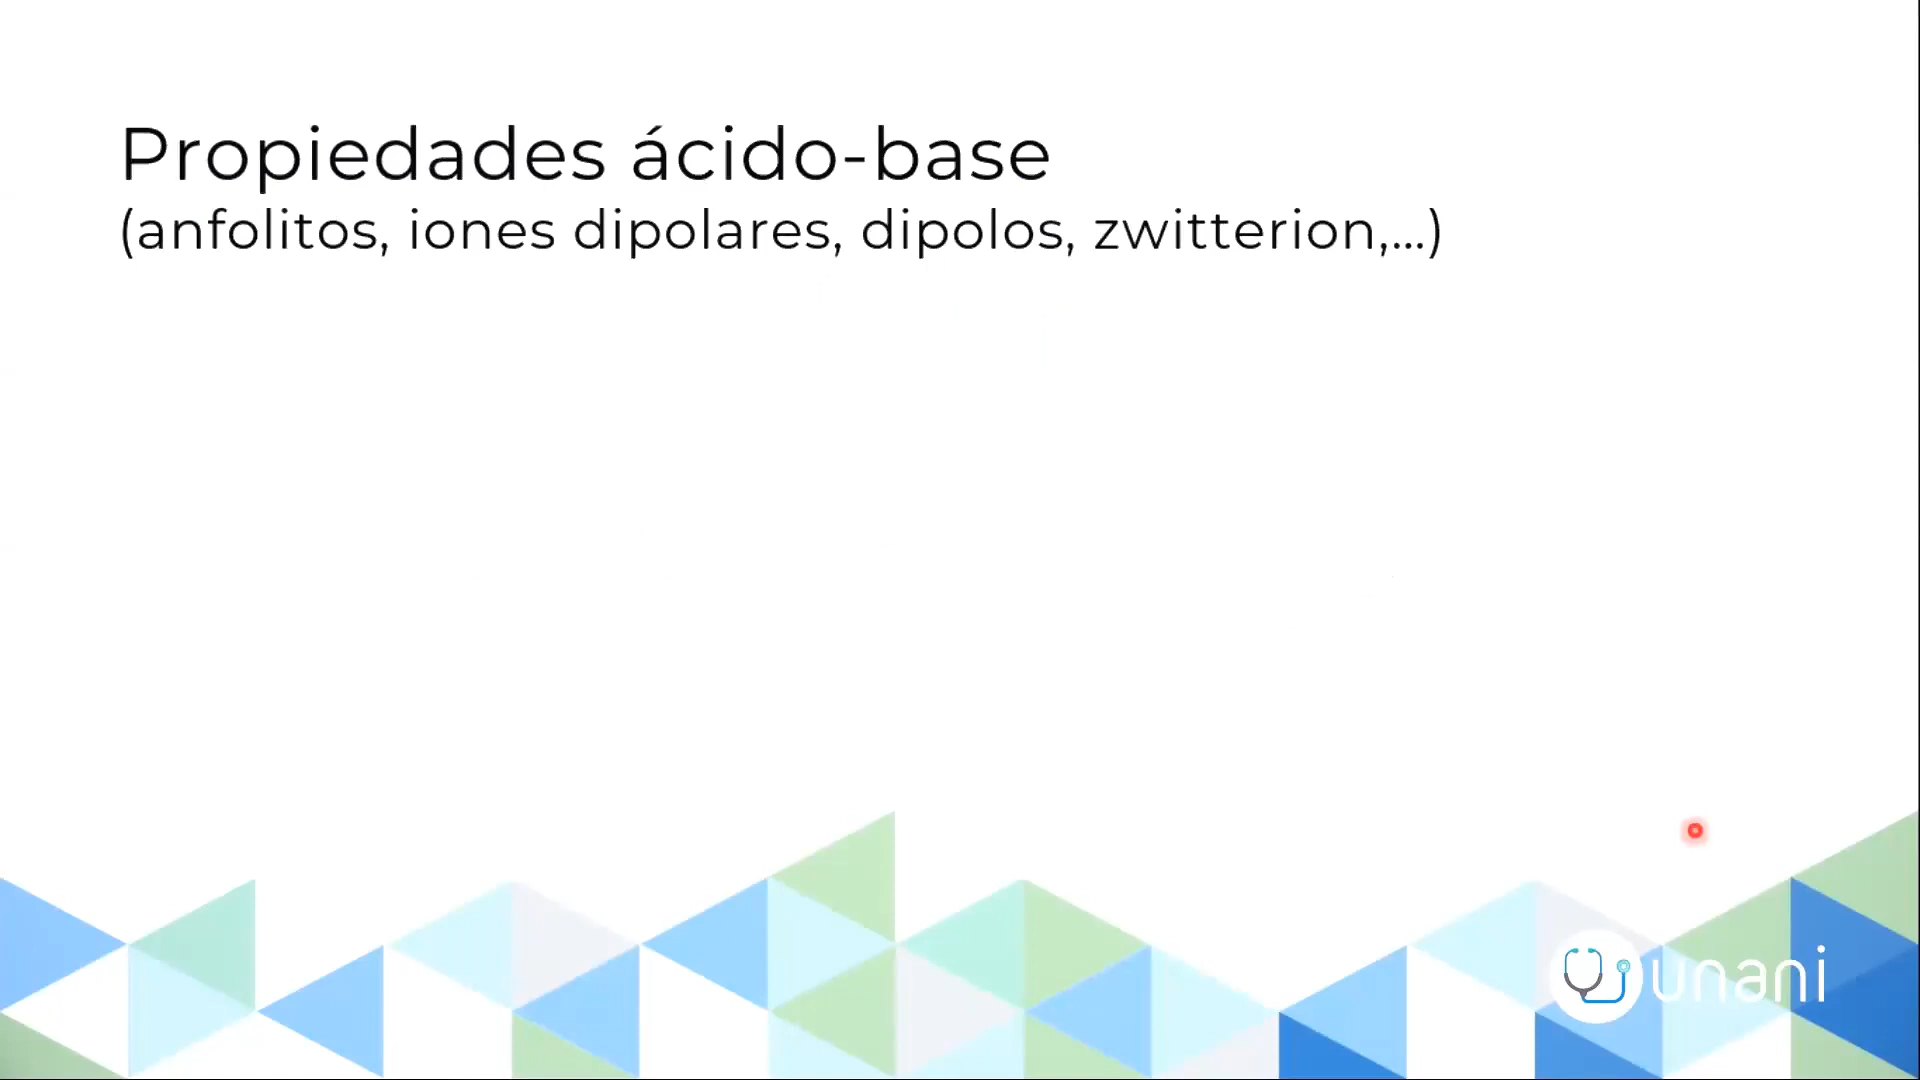 Propiedades ácido-base
(anfolitos, iones dipolares, dipolos, zwitterion,...)
unani